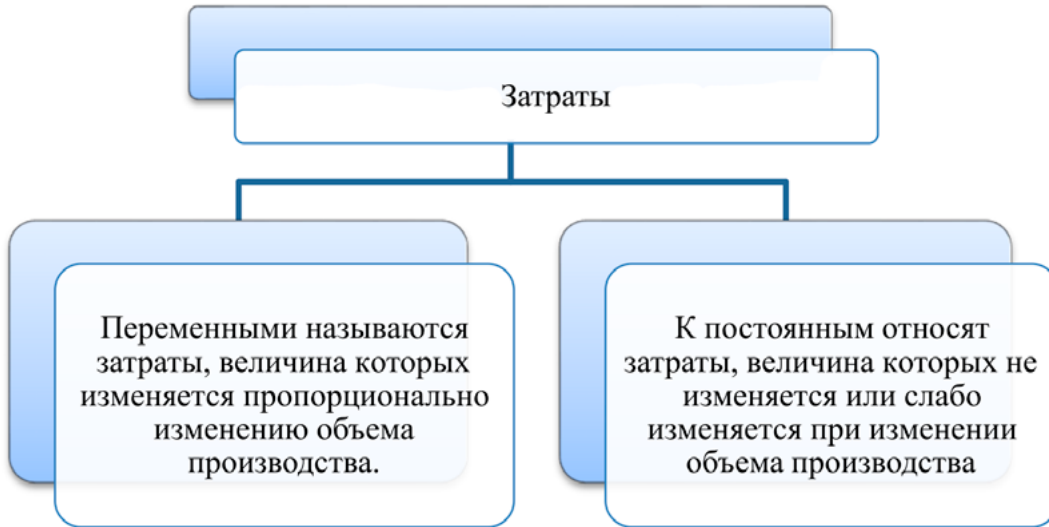 Затраты
Переменными называются
затраты, величина которых
изменяется пропорционально
изменению объема
производства.
К постоянным относят
затраты, величина которых не
изменяется или слабо
изменяется при изменении
объема производства